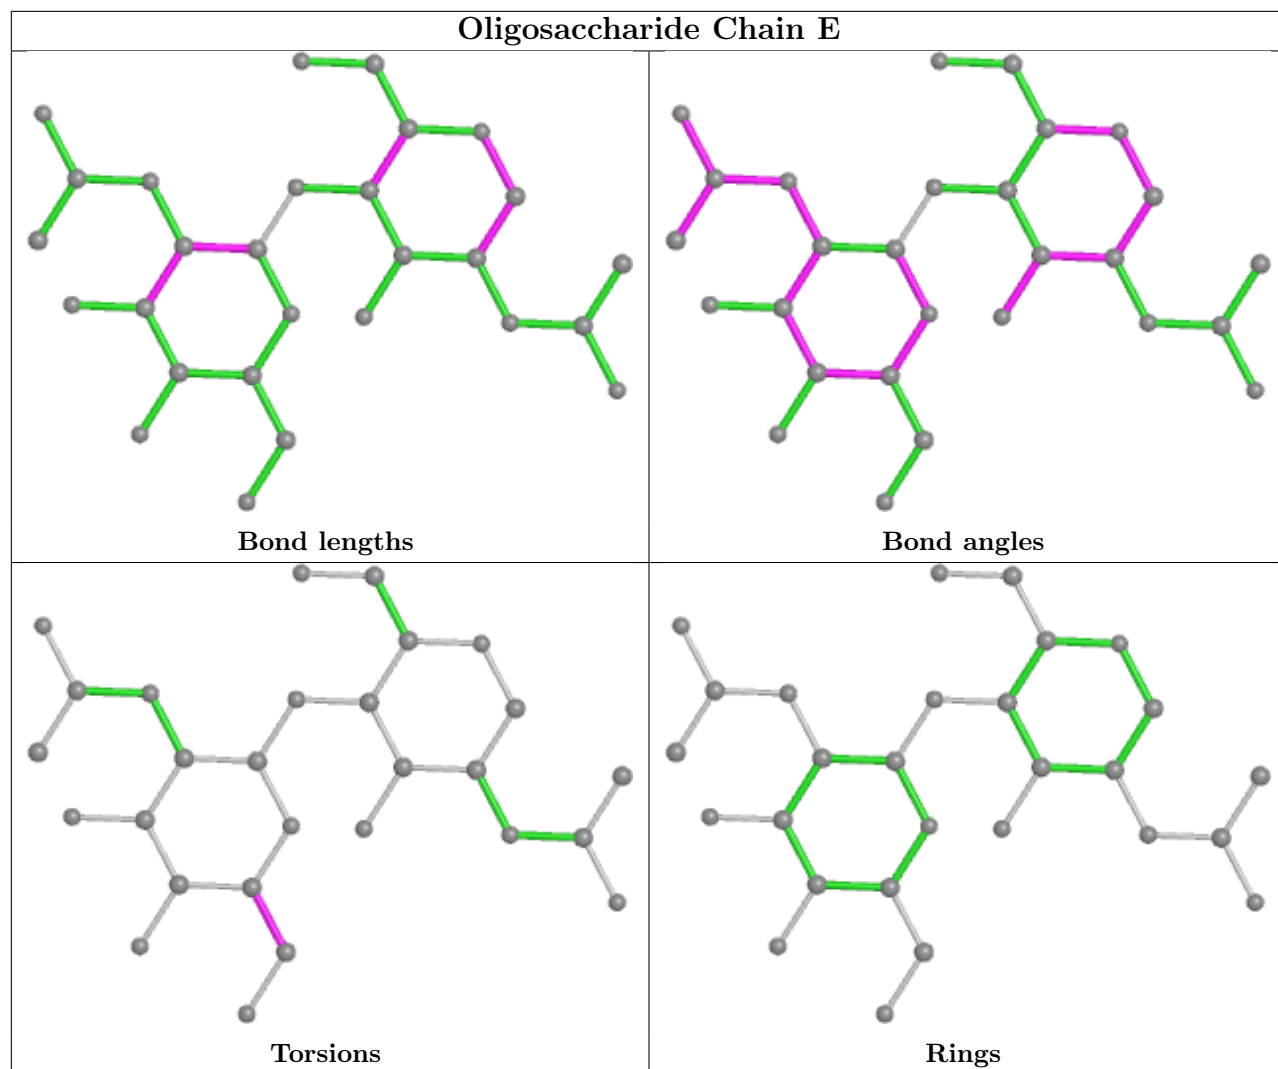 Oligosaccharide Chain E
Bond lengths
Bond angles
Torsions
Rings